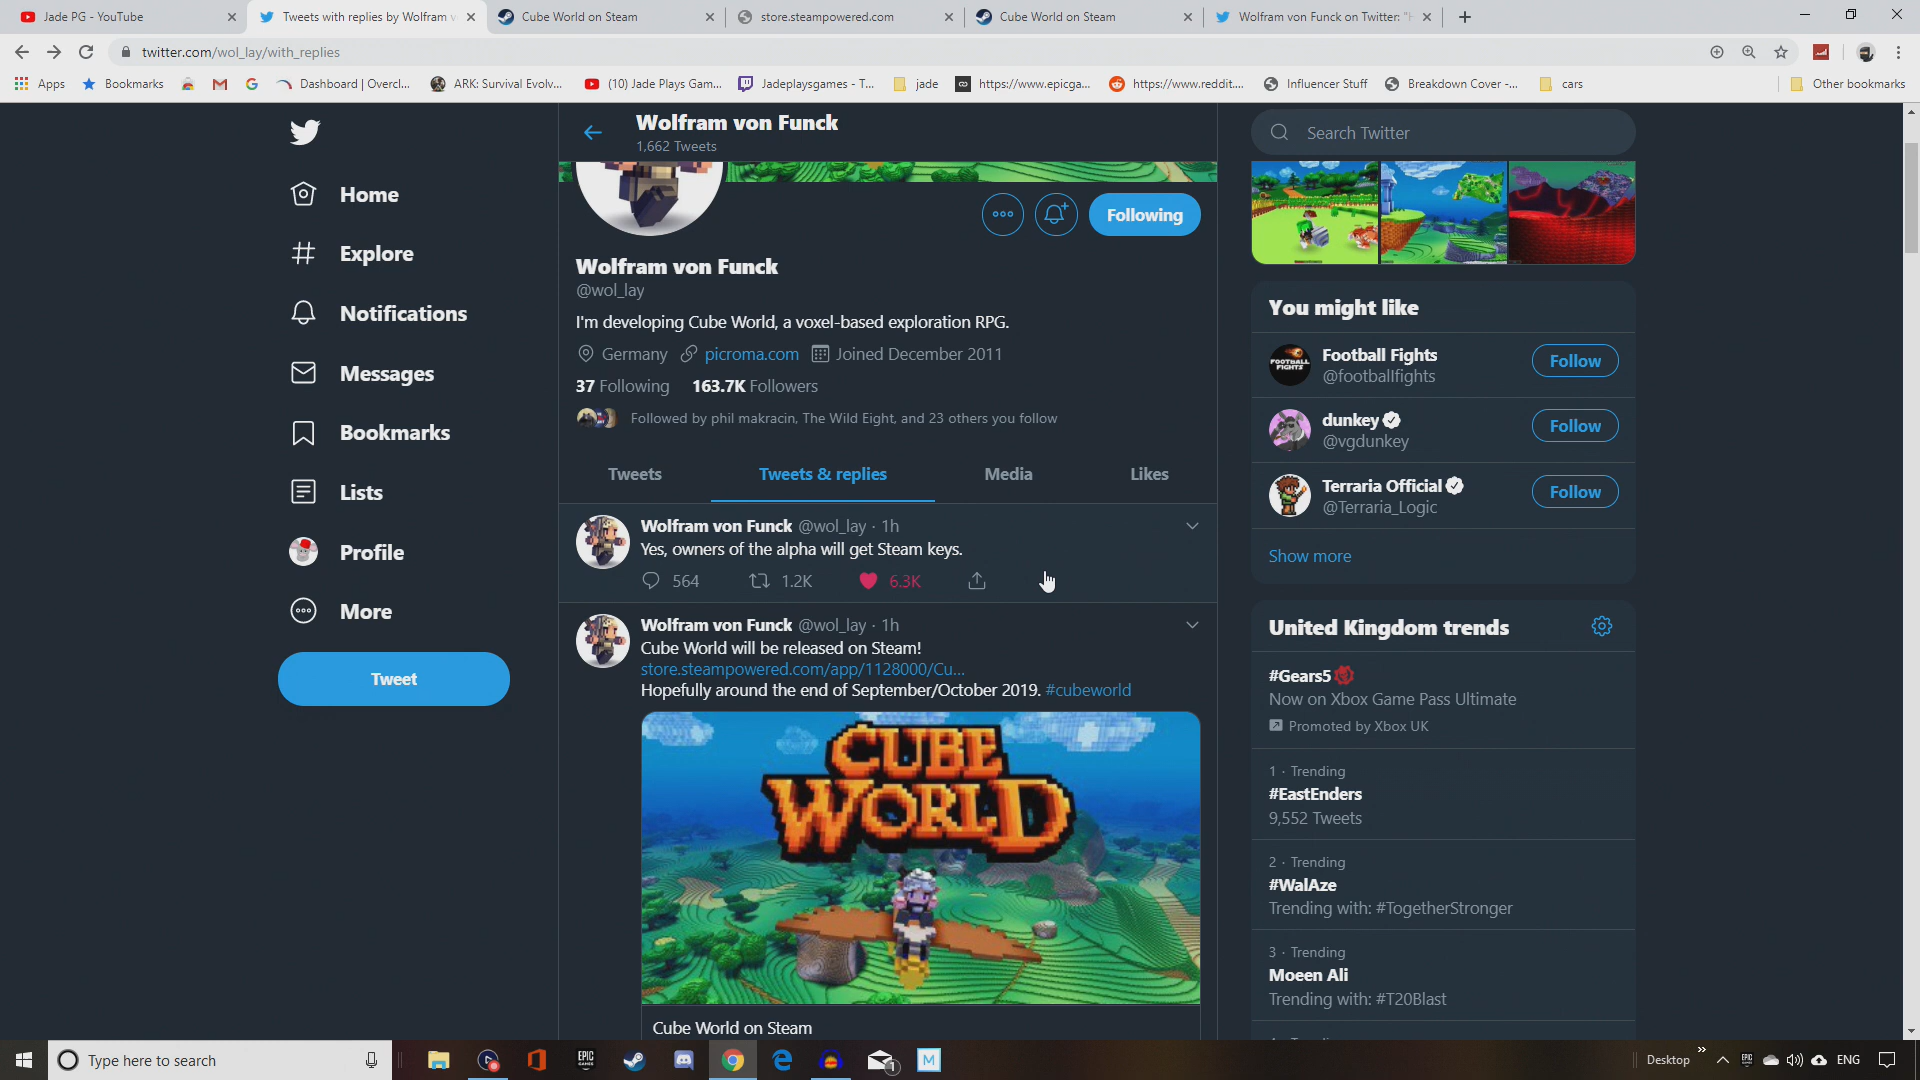 Jade PG - YouTube
Tweets with replies by Wolfram v
Cube World on Steam
store.steampowered.com
Cube World on Steam
Wolfram von Funck on Twitter: "H
twitter.com/wol_lay/with_replies
Apps
Bookmarks
Dashboard | Overcl...
ARK: Survival Evolv...
(10) Jade Plays Gam...
Jadeplaysgames - T...
jade
https://www.epicga...
https://www.reddit....
Influencer Stuff
Breakdown Cover -...
cars
Other bookmarks
Home
Explore
Notifications
Messages
Bookmarks
Lists
Profile
More
Tweet
Wolfram von Funck
1,662 Tweets
Following
Wolfram von Funck
@wol_lay
I'm developing Cube World, a voxel-based exploration RPG.
Germany picroma.com Joined December 2011
37 Following 163.7K Followers
Followed by phil makracin, The Wild Eight, and 23 others you follow
Tweets
Tweets & replies
Media
Likes
Wolfram von Funck @wol_lay · 1h
Yes, owners of the alpha will get Steam keys.
564 1.2K 6.3K
Wolfram von Funck @wol_lay · 1h
Cube World will be released on Steam!
store.steampowered.com/app/1128000/Cu...
Hopefully around the end of September/October 2019. #cubeworld
CUBE
WORLD
Cube World on Steam
Search Twitter
You might like
FOOTBALL
FIGHTS
Football Fights
@footballfights
Follow
dunkey
@vgdunkey
Follow
Terraria Official
@Terraria_Logic
Follow
Show more
United Kingdom trends
#Gears5
Now on Xbox Game Pass Ultimate
Promoted by Xbox UK
1 · Trending
#EastEnders
9,552 Tweets
2 · Trending
#WalAze
Trending with: #TogetherStronger
3 · Trending
Moeen Ali
Trending with: #T20Blast
Type here to search
EPIC
GAMES
1
M
Desktop
ENG